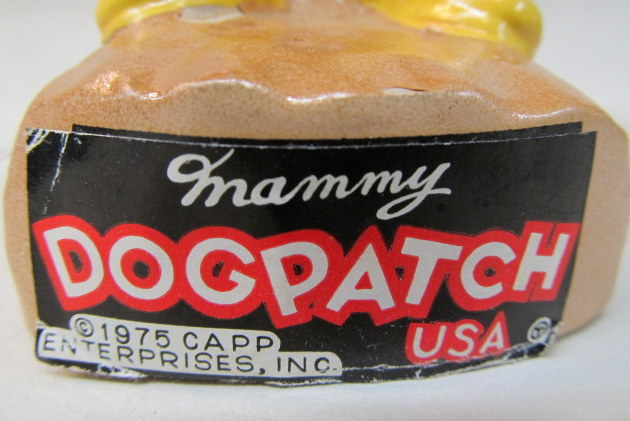 mammy
DOGPATCH
USA
©1975 CAPP
ENTERPRISES, INC.